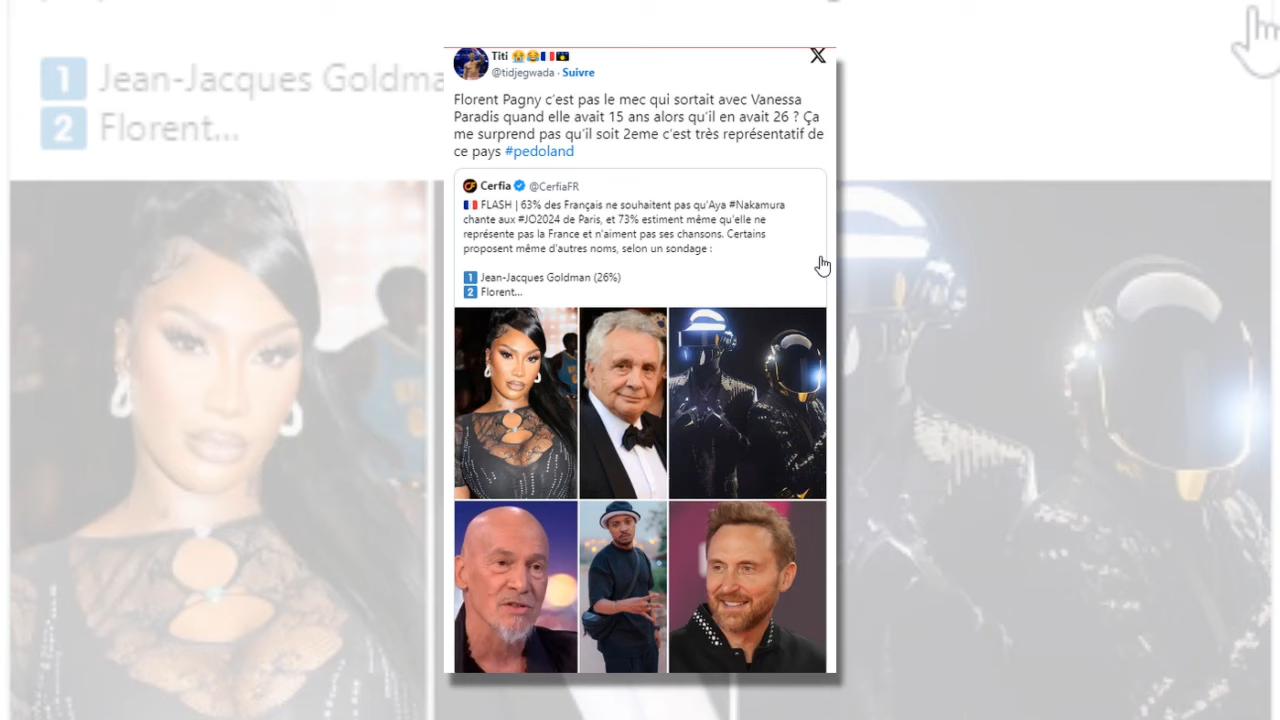 1 Jean-Jacques Goldman
2 Florent...
Titi 😭😂🇫🇷🇬🇵
@tidjegwada · Suivre
Florent Pagny c'est pas le mec qui sortait avec Vanessa
Paradis quand elle avait 15 ans alors qu'il en avait 26 ? Ça
me surprend pas qu'il soit 2eme c'est très représentatif de
ce pays #pedoland
Cerfia @CerfiaFR
🇫🇷 FLASH | 63% des Français ne souhaitent pas qu'Aya #Nakamura
chante aux #JO2024 de Paris, et 73% estiment même qu'elle ne
représente pas la France et n'aiment pas ses chansons. Certains
proposent même d'autres noms, selon un sondage :
1 Jean-Jacques Goldman (26%)
2 Florent...